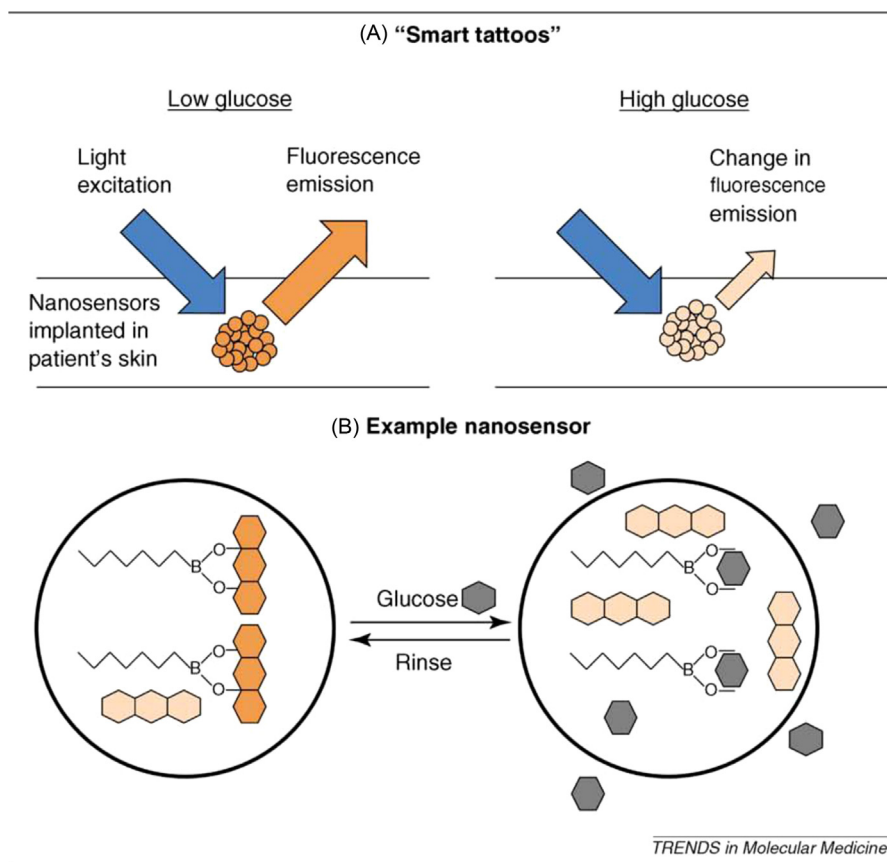 (A) “Smart tattoos”
Low glucose
High glucose
Light
excitation
Fluorescence
emission
Change in
fluorescence
emission
Nanosensors
implanted in
patient’s skin
(B) Example nanosensor
O
B
O
O
B
O
Glucose
Rinse
O
B
O
O
B
O
TRENDS in Molecular Medicine